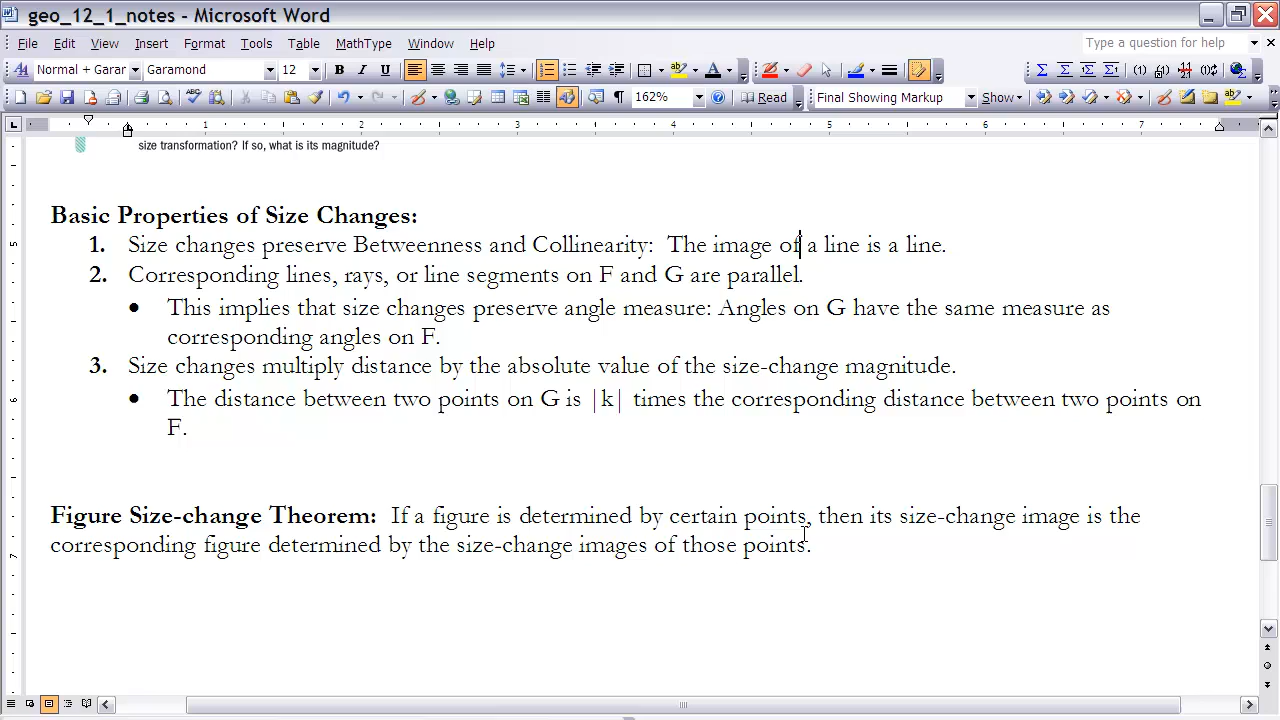 geo_12_1_notes - Microsoft Word
File Edit View Insert Format Tools Table MathType Window Help Type a question for help
Normal + Garar Garamond 12 B I U
162% Read Final Showing Markup Show
1 2 3 4 5 6 7
size transformation? If so, what is its magnitude?
Basic Properties of Size Changes:
1. Size changes preserve Betweenness and Collinearity: The image of a line is a line.
2. Corresponding lines, rays, or line segments on F and G are parallel.
• This implies that size changes preserve angle measure: Angles on G have the same measure as
corresponding angles on F.
3. Size changes multiply distance by the absolute value of the size-change magnitude.
• The distance between two points on G is |k| times the corresponding distance between two points on
F.
Figure Size-change Theorem: If a figure is determined by certain points, then its size-change image is the
corresponding figure determined by the size-change images of those points.